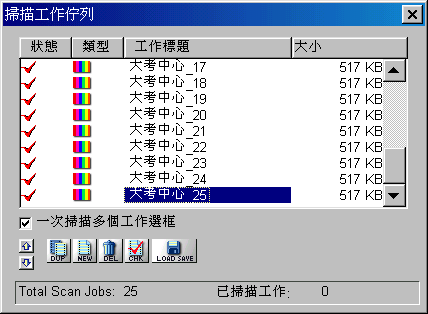 掃描工作佇列
狀態 類型 工作標題 大小
大考中心_17 517 KB
大考中心_18 517 KB
大考中心_19 517 KB
大考中心_20 517 KB
大考中心_21 517 KB
大考中心_22 517 KB
大考中心_23 517 KB
大考中心_24 517 KB
大考中心_25 517 KB
一次掃描多個工作選框
DUP NEW DEL CHK LOAD SAVE
Total Scan Jobs: 25 已掃描工作: 0